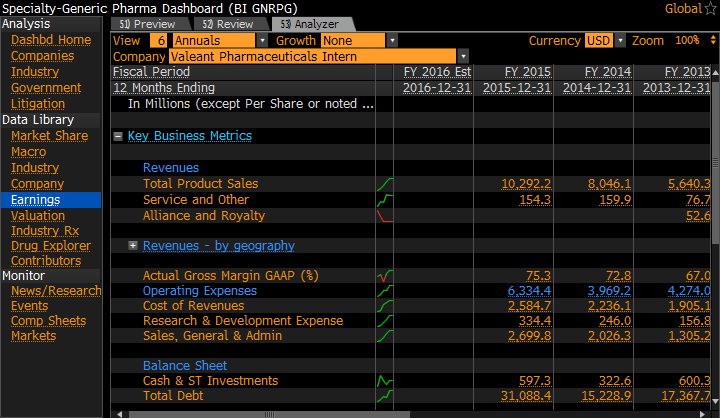 Specialty-Generic Pharma Dashboard (BI GNRPG) Global
Analysis 51) Preview 52) Review 53) Analyzer
Dashbd Home View 6 Annuals Growth None Currency USD Zoom 100%
Companies Company Valeant Pharmaceuticals Intern
Industry Fiscal Period FY 2016 Est FY 2015 FY 2014 FY 2013
Government 12 Months Ending 2016-12-31 2015-12-31 2014-12-31 2013-12-31
Litigation In Millions (except Per Share or noted ...
Data Library
Market Share Key Business Metrics
Macro
Industry Revenues
Company Total Product Sales 10,292.2 8,046.1 5,640.3
Earnings Service and Other 154.3 159.9 76.7
Valuation Alliance and Royalty 52.6
Industry Rx
Drug Explorer Revenues - by geography
Contributors
Monitor Actual Gross Margin GAAP (%) 75.3 72.8 67.0
News/Research Operating Expenses 6,334.4 3,969.2 4,274.0
Events Cost of Revenues 2,584.7 2,236.1 1,905.1
Comp Sheets Research & Development Expense 334.4 246.0 156.8
Markets Sales, General & Admin 2,699.8 2,026.3 1,305.2
Balance Sheet
Cash & ST Investments 597.3 322.6 600.3
Total Debt 31,088.4 15,228.9 17,367.7